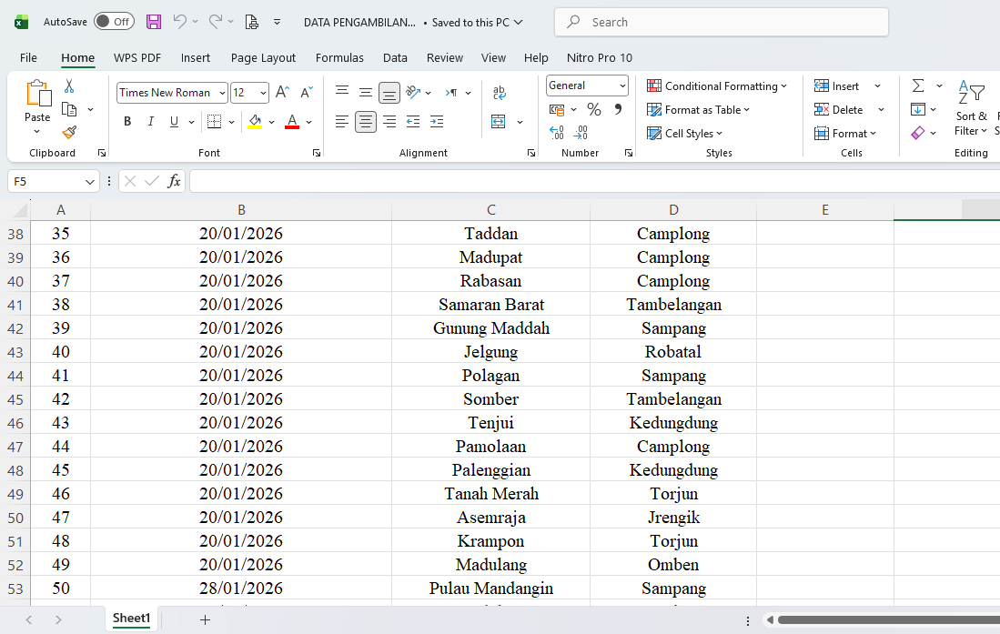 AutoSave Off DATA PENGAMBILAN... • Saved to this PC Search
File Home WPS PDF Insert Page Layout Formulas Data Review View Help Nitro Pro 10
Paste
Clipboard
Times New Roman 12
B I U A
Font
ab
Alignment
General
% 9
Number
Conditional Formatting
Format as Table
Cell Styles
Styles
Insert
Delete
Format
Cells
Sort &
Filter
Editing
F5 fx
A B C D E
38 35 20/01/2026 Taddan Camplong
39 36 20/01/2026 Madupat Camplong
40 37 20/01/2026 Rabasan Camplong
41 38 20/01/2026 Samaran Barat Tambelangan
42 39 20/01/2026 Gunung Maddah Sampang
43 40 20/01/2026 Jelgung Robatal
44 41 20/01/2026 Polagan Sampang
45 42 20/01/2026 Somber Tambelangan
46 43 20/01/2026 Tenjui Kedungdung
47 44 20/01/2026 Pamolaan Camplong
48 45 20/01/2026 Palenggian Kedungdung
49 46 20/01/2026 Tanah Merah Torjun
50 47 20/01/2026 Asemraja Jrengik
51 48 20/01/2026 Krampon Torjun
52 49 20/01/2026 Madulang Omben
53 50 28/01/2026 Pulau Mandangin Sampang
Sheet1